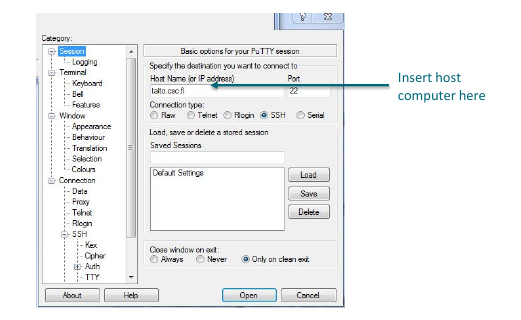 Category:
Session
Logging
Terminal
Keyboard
Bell
Features
Window
Appearance
Behaviour
Translation
Selection
Colours
Connection
Data
Proxy
Telnet
Rlogin
SSH
Kex
Cipher
Auth
TTY
Basic options for your PuTTY session
Specify the destination you want to connect to
Host Name (or IP address) Port
taito.csc.fi 22
Connection type:
Raw Telnet Rlogin SSH Serial
Load, save or delete a stored session
Saved Sessions
Default Settings
Load
Save
Delete
Close window on exit:
Always Never Only on clean exit
About Help Open Cancel
Insert host
computer here